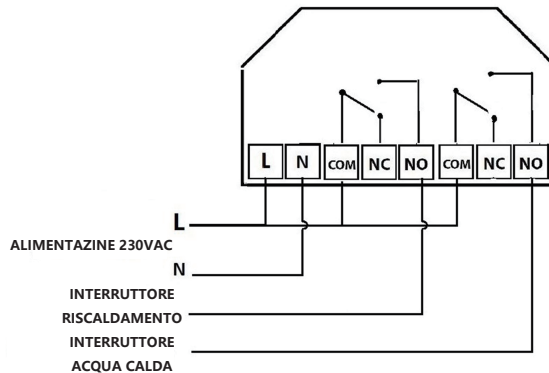 L N COM NC NO COM NC NO
L
ALIMENTAZINE 230VAC
N
INTERRUTTORE
RISCALDAMENTO
INTERRUTTORE
ACQUA CALDA